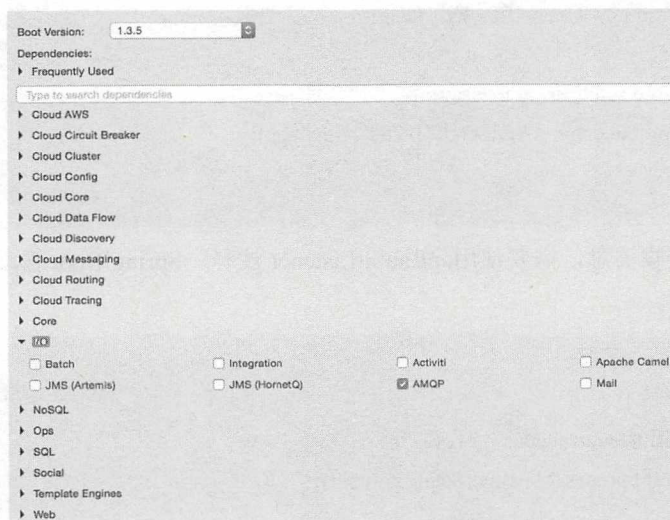 Boot Version: 1.3.5
Dependencies:
Frequently Used
Type to search dependencies
Cloud AWS
Cloud Circuit Breaker
Cloud Cluster
Cloud Config
Cloud Core
Cloud Data Flow
Cloud Discovery
Cloud Messaging
Cloud Routing
Cloud Tracing
Core
I/O
Batch Integration Activiti Apache Camel
JMS (Artemis) JMS (HornetQ) AMQP Mail
NoSQL
Ops
SQL
Social
Template Engines
Web